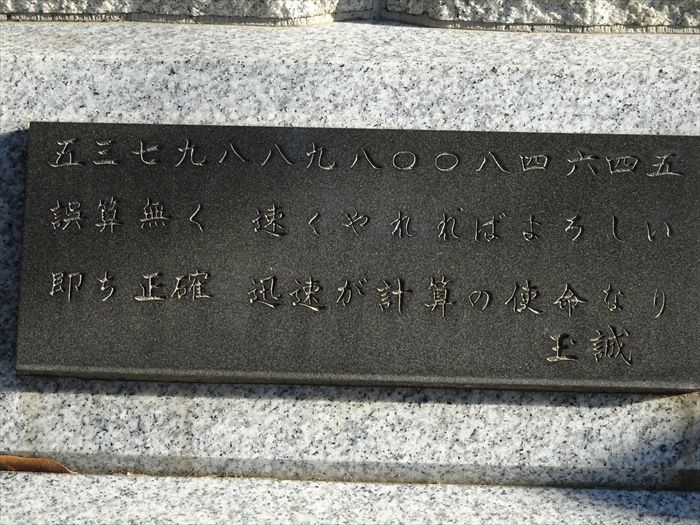 五三七九八八九八〇〇八四六四五
誤算無く 速くやれればよろしい
即ち正確 迅速が計算の使命なり
玉誠